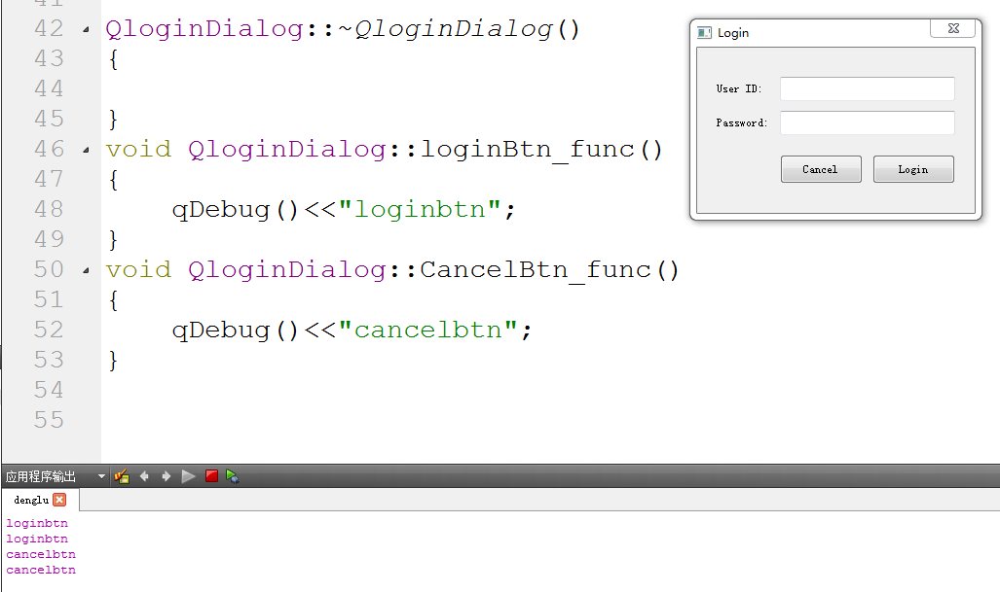 41
42 QloginDialog::~QloginDialog()
43 {
44
45 }
46 void QloginDialog::loginBtn_func()
47 {
48 qDebug()<<"loginbtn";
49 }
50 void QloginDialog::CancelBtn_func()
51 {
52 qDebug()<<"cancelbtn";
53 }
54
55
Login
User ID:
Password:
Cancel Login
应用程序输出
denglu
loginbtn
loginbtn
cancelbtn
cancelbtn